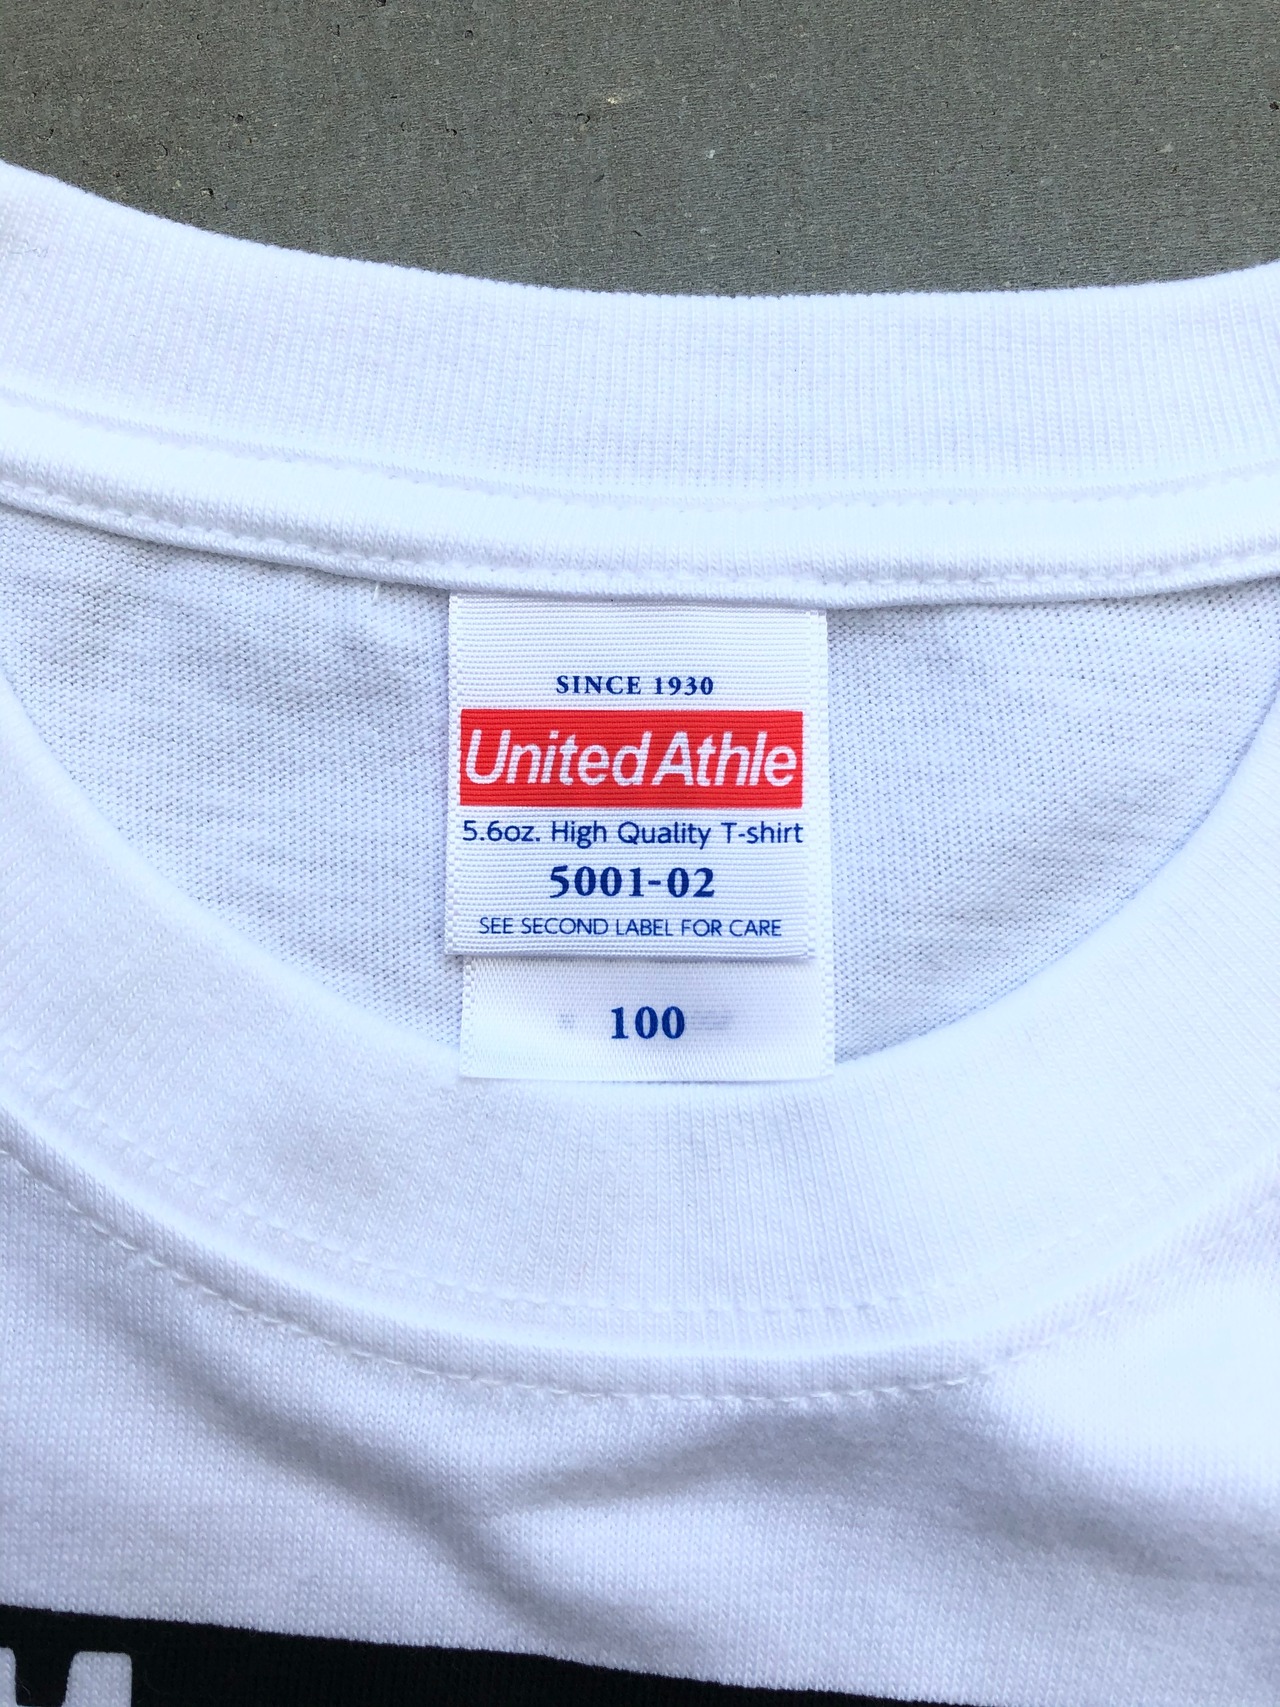 SINCE 1930
United Athle
5.6oz. High Quality T-shirt
5001-02
SEE SECOND LABEL FOR CARE
100